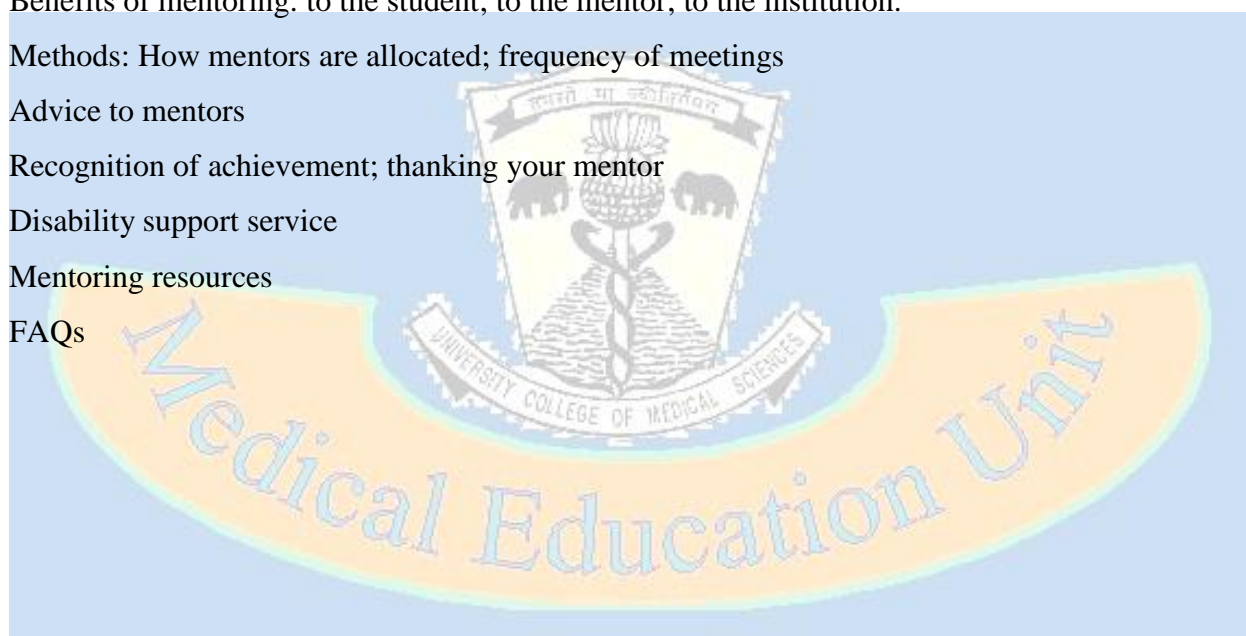 Benefits of mentoring: to the student; to the mentor; to the institution.
Methods: How mentors are allocated; frequency of meetings
Advice to mentors
Recognition of achievement; thanking your mentor
Disability support service
Mentoring resources
FAQs
UNIVERSITY COLLEGE OF MEDICAL SCIENCES
Medical Education Unit